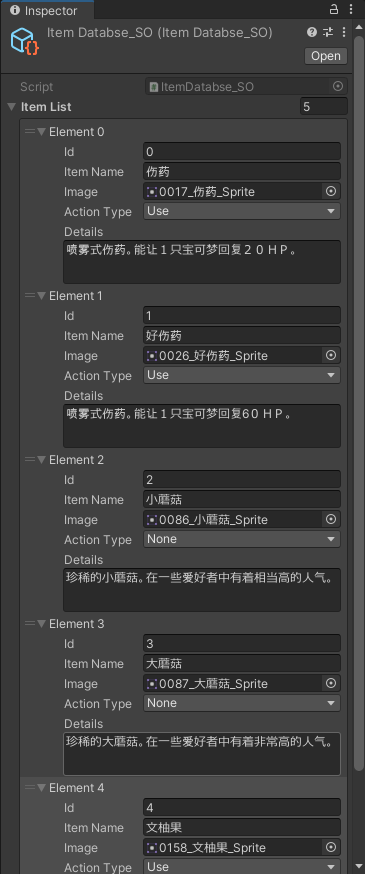 Inspector
Item Databse_SO (Item Databse_SO)
Open
Script ItemDatabse_SO
Item List 5
Element 0
Id 0
Item Name 伤药
Image 0017_伤药_Sprite
Action Type Use
Details
喷雾式伤药。能让１只宝可梦回复２０ＨＰ。
Element 1
Id 1
Item Name 好伤药
Image 0026_好伤药_Sprite
Action Type Use
Details
喷雾式伤药。能让１只宝可梦回复6０ＨＰ。
Element 2
Id 2
Item Name 小蘑菇
Image 0086_小蘑菇_Sprite
Action Type None
Details
珍稀的小蘑菇。在一些爱好者中有着相当高的人气。
Element 3
Id 3
Item Name 大蘑菇
Image 0087_大蘑菇_Sprite
Action Type None
Details
珍稀的大蘑菇。在一些爱好者中有着非常高的人气。
Element 4
Id 4
Item Name 文柚果
Image 0158_文柚果_Sprite
Action Type Use